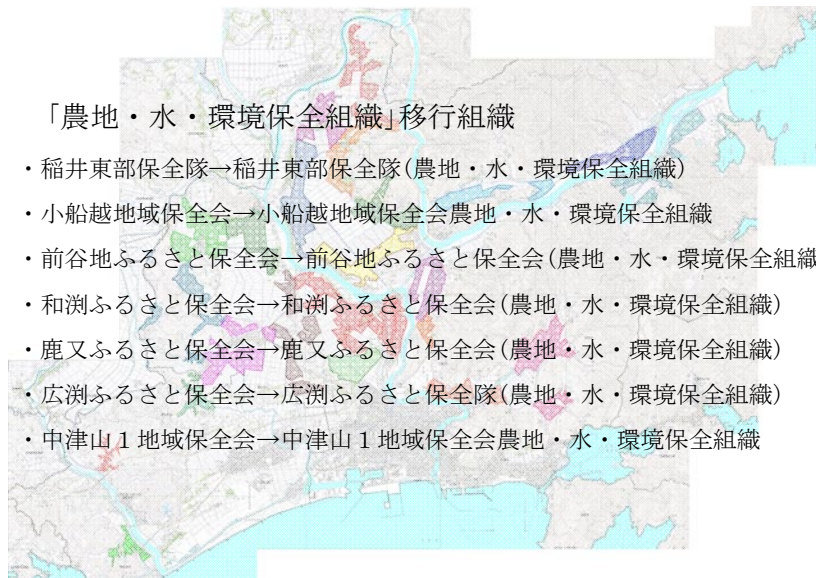 「農地・水・環境保全組織」移行組織
・稲井東部保全隊→稲井東部保全隊(農地・水・環境保全組織)
・小船越地域保全会→小船越地域保全会農地・水・環境保全組織
・前谷地ふるさと保全会→前谷地ふるさと保全会(農地・水・環境保全組織
・和渕ふるさと保全会→和渕ふるさと保全会(農地・水・環境保全組織)
・鹿又ふるさと保全会→鹿又ふるさと保全会(農地・水・環境保全組織)
・広渕ふるさと保全会→広渕ふるさと保全隊(農地・水・環境保全組織)
・中津山1地域保全会→中津山1地域保全会農地・水・環境保全組織